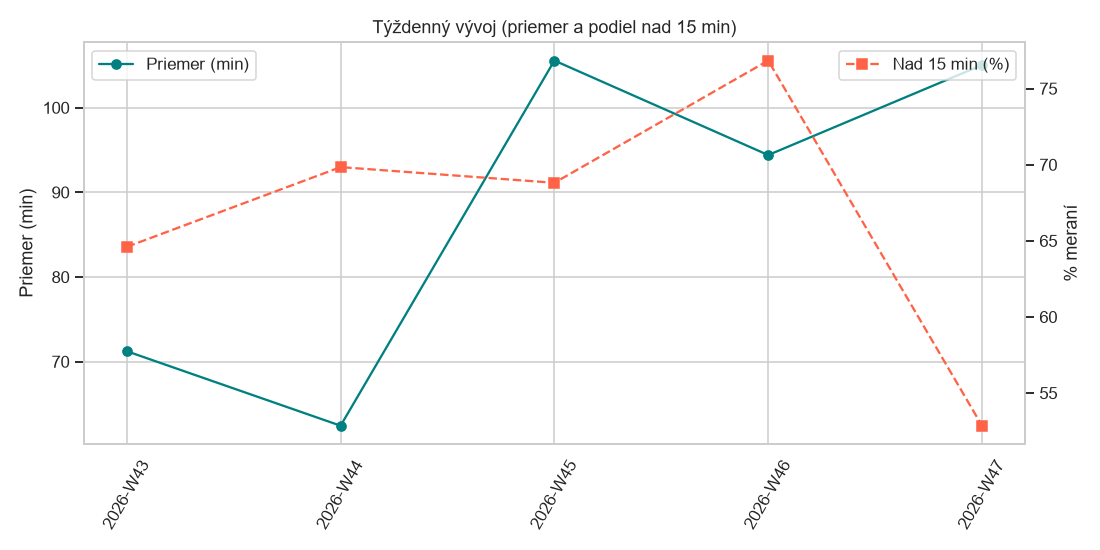 Týždenný vývoj (priemer a podiel nad 15 min)
Priemer (min)
Nad 15 min (%)
Priemer (min)
100
90
80
70
% meraní
75
70
65
60
55
2026-W43
2026-W44
2026-W45
2026-W46
2026-W47